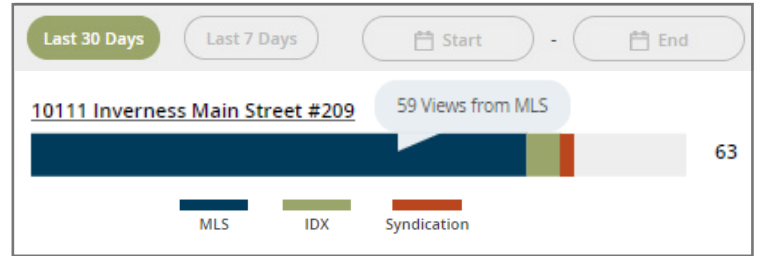 Last 30 Days Last 7 Days Start - End
10111 Inverness Main Street #209 59 Views from MLS
63
MLS IDX Syndication